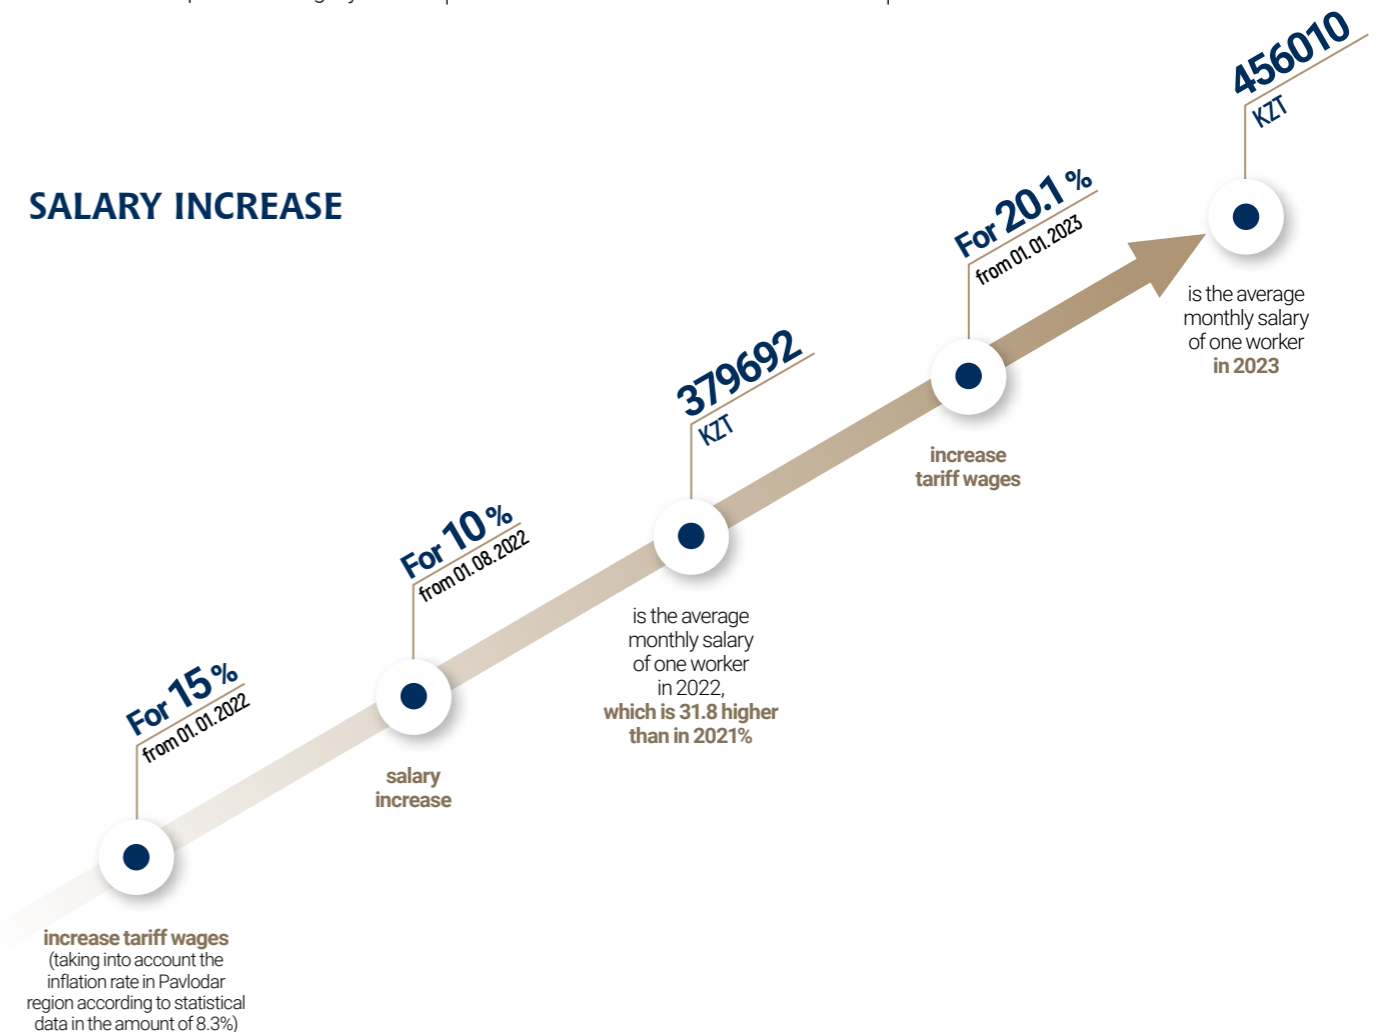 SALARY INCREASE
For 15 %
from 01.01.2022
increase tariff wages
(taking into account the
inflation rate in Pavlodar
region according to statistical
data in the amount of 8.3%)
For 10 %
from 01.08.2022
salary
increase
379692
KZT
is the average
monthly salary
of one worker
in 2022,
which is 31.8 higher
than in 2021%
For 20.1 %
from 01.01.2023
increase
tariff wages
456010
KZT
is the average
monthly salary
of one worker
in 2023